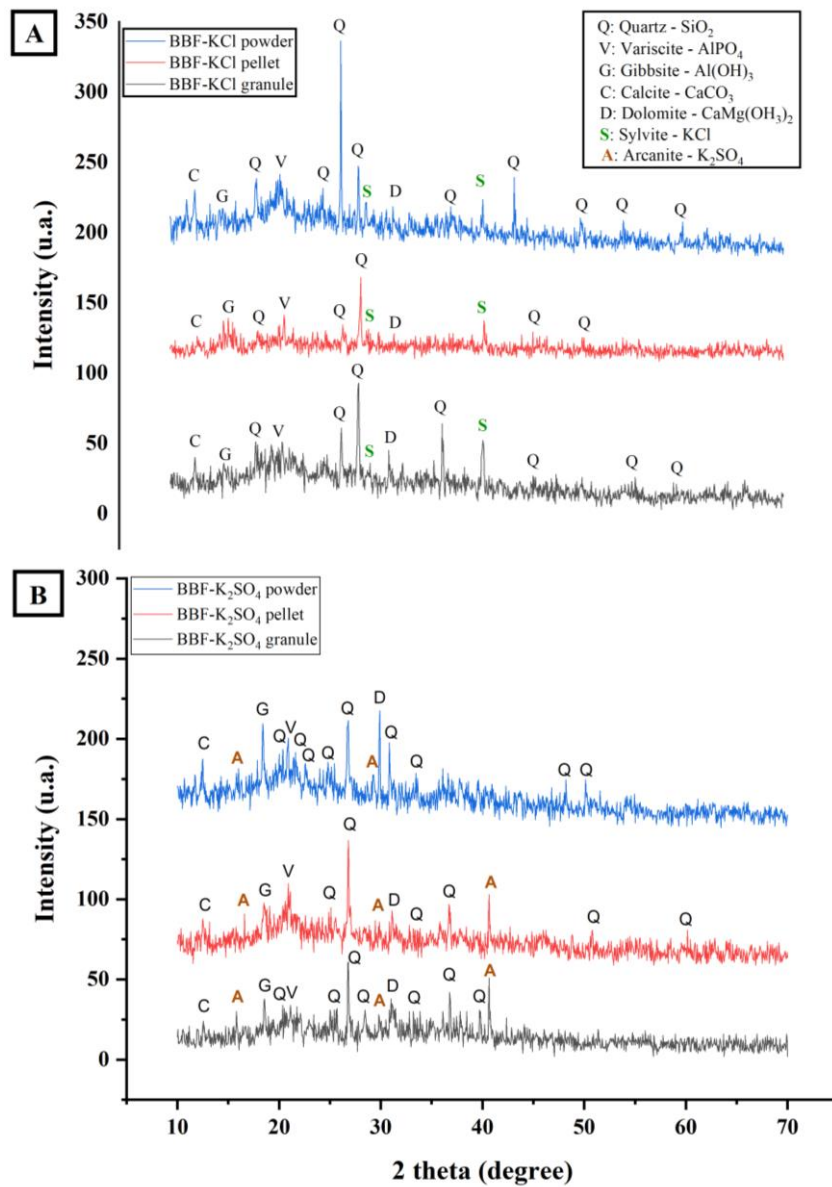 A
BBF-KCl powder
BBF-KCl pellet
BBF-KCl granule
Q: Quartz - SiO₂
V: Variscite - AlPO₄
G: Gibbsite - Al(OH)₃
C: Calcite - CaCO₃
D: Dolomite - CaMg(OH₃)₂
S: Sylvite - KCl
A: Arcanite - K₂SO₄
Intensity (u.a.)
350
300
250
200
150
100
50
0
C G Q V Q Q Q S D Q S Q Q Q Q
C G Q V Q Q S D S Q Q
C G Q V Q Q S D Q S Q Q Q
B
BBF-K₂SO₄ powder
BBF-K₂SO₄ pellet
BBF-K₂SO₄ granule
Intensity (u.a.)
300
250
200
150
100
50
0
C A G Q V Q Q Q Q A D Q Q Q Q
C A G V Q Q A D Q Q A Q Q
C A G Q V Q Q Q A D Q Q Q A
10 20 30 40 50 60 70
2 theta (degree)